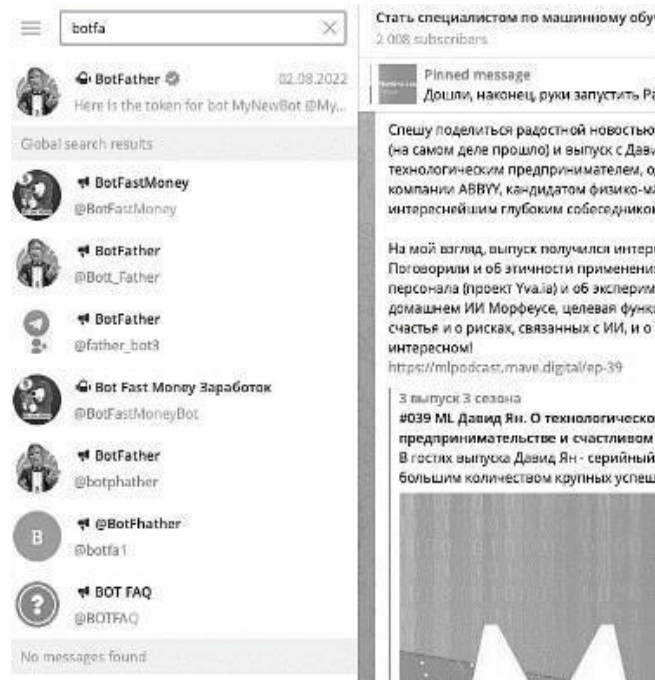 botfa
BotFather
02.08.2022
Here is the token for bot MyNewBot @My...
Global search results
BotFastMoney
@BotFastMoney
BotFather
@Bott_Father
BotFather
@father_bot3
Bot Fast Money Заработок
@BotFastMoneyBot
BotFather
@botphather
B
@BotFhather
@botfa1
?
BOT FAQ
@BOTFAQ
No messages found
Стать специалистом по машинному обу
2 008 subscribers
Pinned message
Дошли, наконец, руки запустить Pa
Спешу поделиться радостной новостью
(на самом деле прошло) и выпуск с Дави
технологическим предпринимателем, о
компании ABBYY, кандидатом физико-ма
интереснейшим глубоким собеседнико
На мой взгляд, выпуск получился интер
Поговорили и об этичности применени
персонала (проект Yva.ia) и об эксперим
домашнем ИИ Морфеусе, целевая функ
счастья и о рисках, связанных с ИИ, и о
интересном!
https://mlpodcast.mave.digital/ep-39
3 выпуск 3 сезона
#039 ML Давид Ян. О технологическо
предпринимательстве и счастливом
В гостях выпуска Давид Ян - серийный
большим количеством крупных успеш